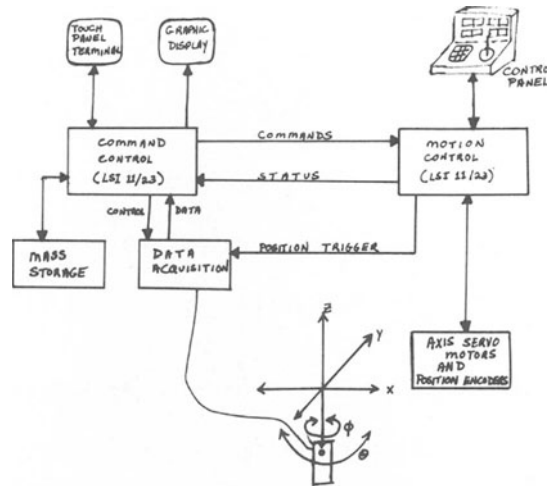 TOUCH
PANEL
TERMINAL
GRAPHIC
DISPLAY
CONTROL
PANEL
COMMAND
CONTROL
(LSI 11/23)
COMMANDS
STATUS
MOTION
CONTROL
(LSI 11/23)
CONTROL
DATA
MASS
STORAGE
DATA
ACQUISITION
POSITION TRIGGER
AXIS SERVO
MOTORS
AND
POSITION ENCODERS
Z
Y
X
φ
θ